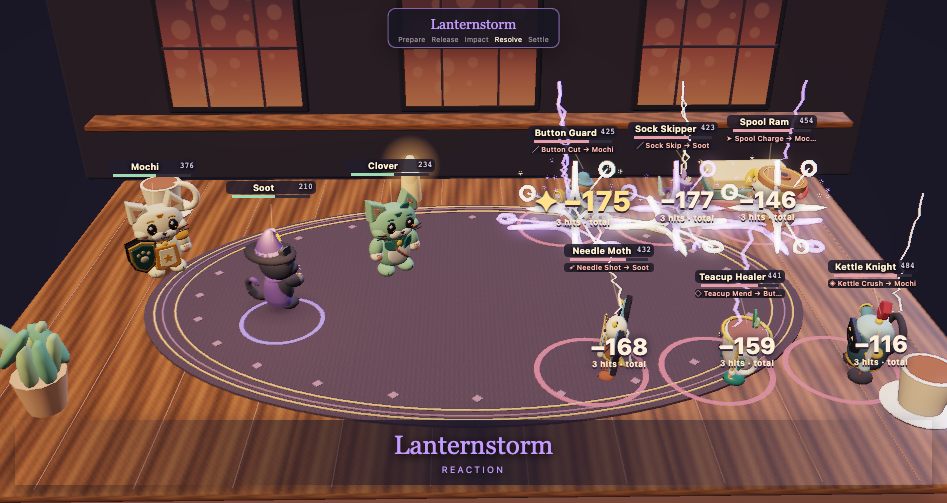 Lanternstorm
Prepare Release Impact Resolve Settle
Spool Ram 454
Spool Charge → Moc...
Sock Skipper 423
Sock Skip → Soot
Button Guard 425
Button Cut → Mochi
Mochi 376
Clover 234
Soot 210
−175
3 hits · total
−177
3 hits · total
−146
3 hits · total
Needle Moth 432
Needle Shot → Soot
Teacup Healer 441
Teacup Mend → But...
Kettle Knight 484
Kettle Crush → Mochi
−168
3 hits · total
−159
3 hits · total
−116
3 hits · total
Lanternstorm
REACTION